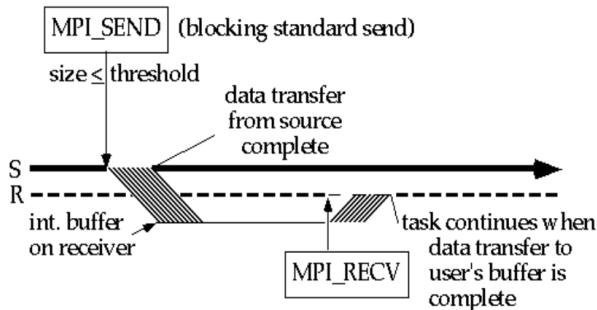 MPI_SEND (blocking standard send)
size ≤ threshold
data transfer
from source
complete
S
R
int. buffer
on receiver
MPI_RECV
task continues when
data transfer to
user's buffer is
complete